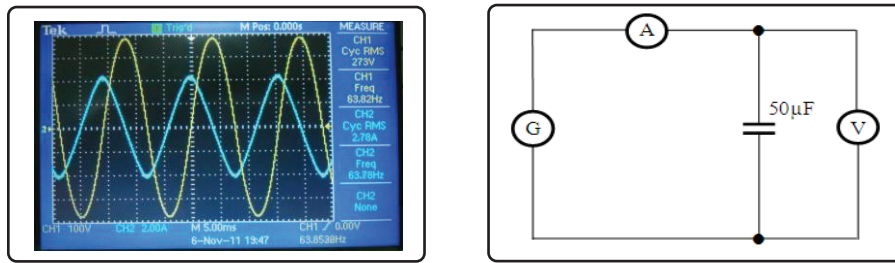 Tek
Trig'd
M Pos: 0.000s
MEASURE
CH1
Cyc RMS
273V
CH1
Freq
63.82Hz
CH2
Cyc RMS
2.78A
CH2
Freq
63.78Hz
CH2
None
CH1 100V
CH2 2.00A
M 5.00ms
CH1 / 0.00V
6-Nov-11 19:47
63.8538Hz
A
G
50μF
V